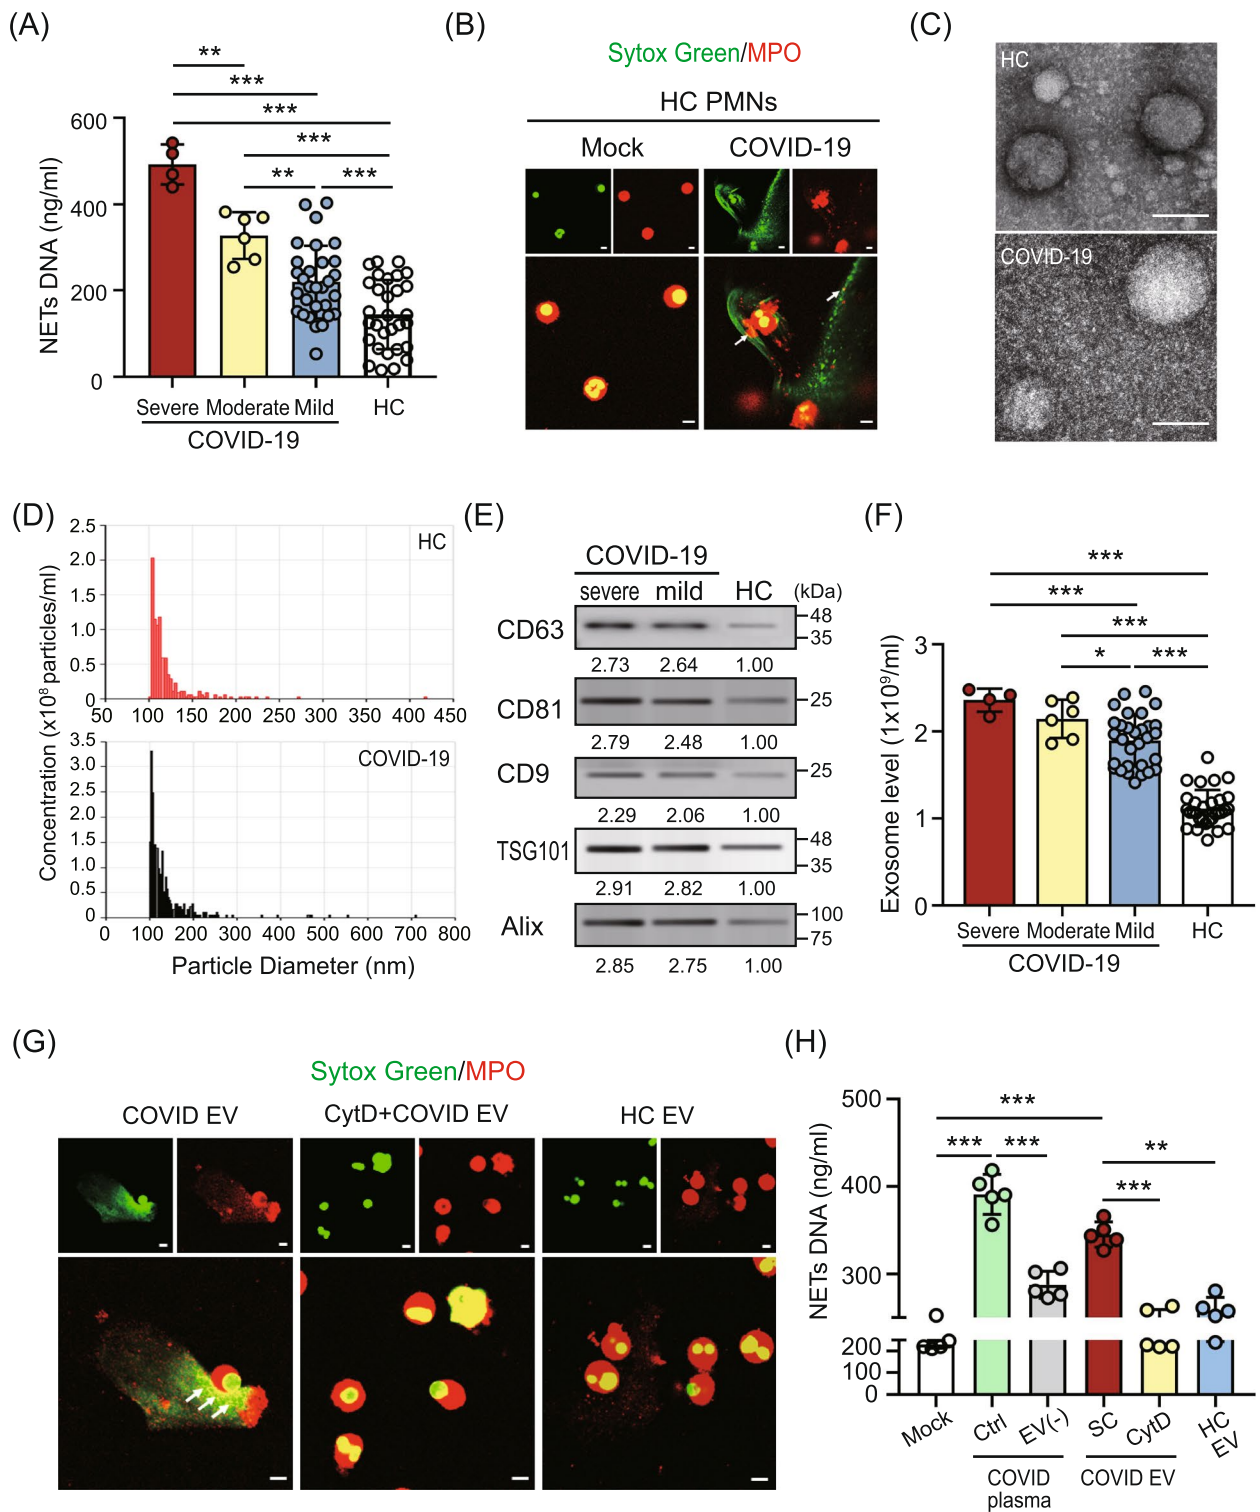 (A)
**
***
***
***
** ***
600
400
200
0
NETs DNA (ng/ml)
Severe Moderate Mild HC
COVID-19
(B)
Sytox Green/MPO
HC PMNs
Mock COVID-19
(C)
HC
COVID-19
(D)
2.5
2.0
1.5
1.0
0.5
0
HC
50 100 150 200 250 300 350 400 450
3.5
3.0
2.5
2.0
1.5
1.0
0.5
0
COVID-19
0 100 200 300 400 500 600 700 800
Concentration (x10⁸ particles/ml)
Particle Diameter (nm)
(E)
COVID-19
severe mild HC (kDa)
CD63
48
35
2.73 2.64 1.00
CD81
25
2.79 2.48 1.00
CD9
25
2.29 2.06 1.00
TSG101
48
35
2.91 2.82 1.00
Alix
100
75
2.85 2.75 1.00
(F)
***
***
***
* ***
3
2
1
0
Exosome level (1x10⁹/ml)
Severe Moderate Mild HC
COVID-19
(G)
Sytox Green/MPO
COVID EV CytD+COVID EV HC EV
(H)
500
400
300
200
100
0
NETs DNA (ng/ml)
***
*** *** **
***
Mock Ctrl EV(-) SC CytD HC EV
COVID plasma
COVID EV